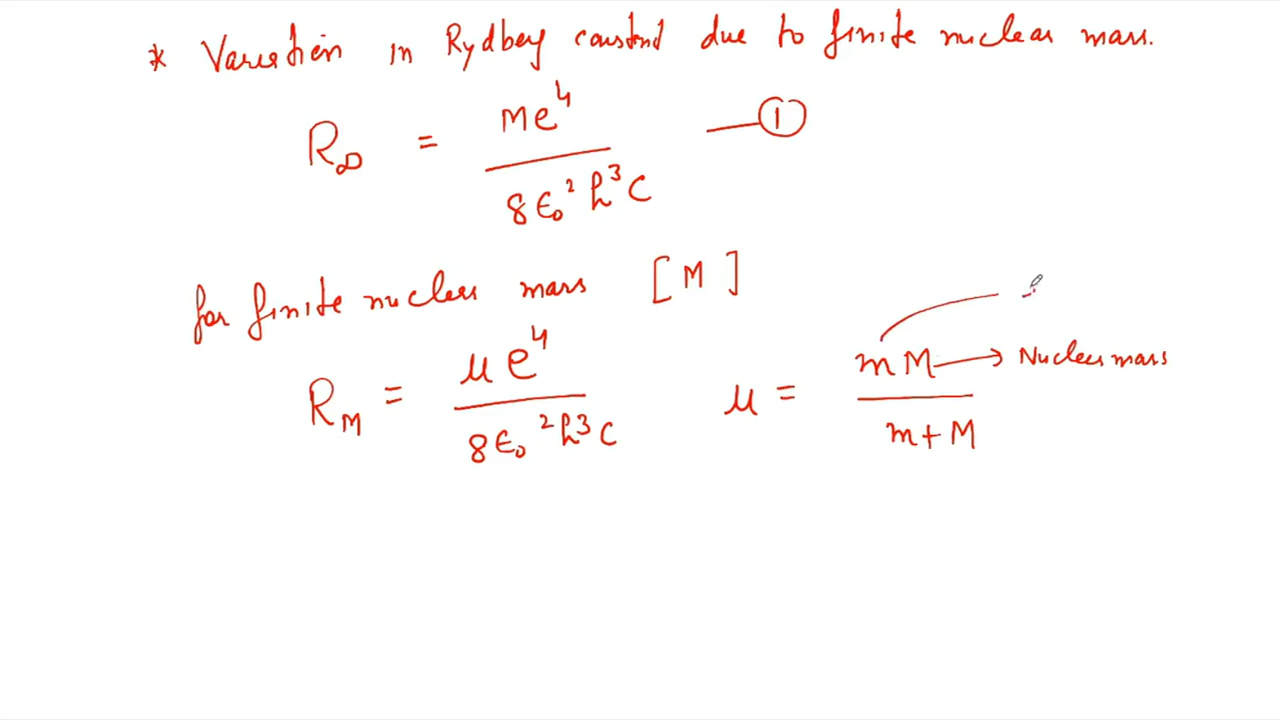 * Variation in Rydberg constant due to finite nuclear mass.
R∞ = me⁴ / 8ϵ₀²h³c —①
for finite nuclear mass [M]
R_M = μe⁴ / 8ϵ₀²h³c μ = mM / m+M → Nuclear mass